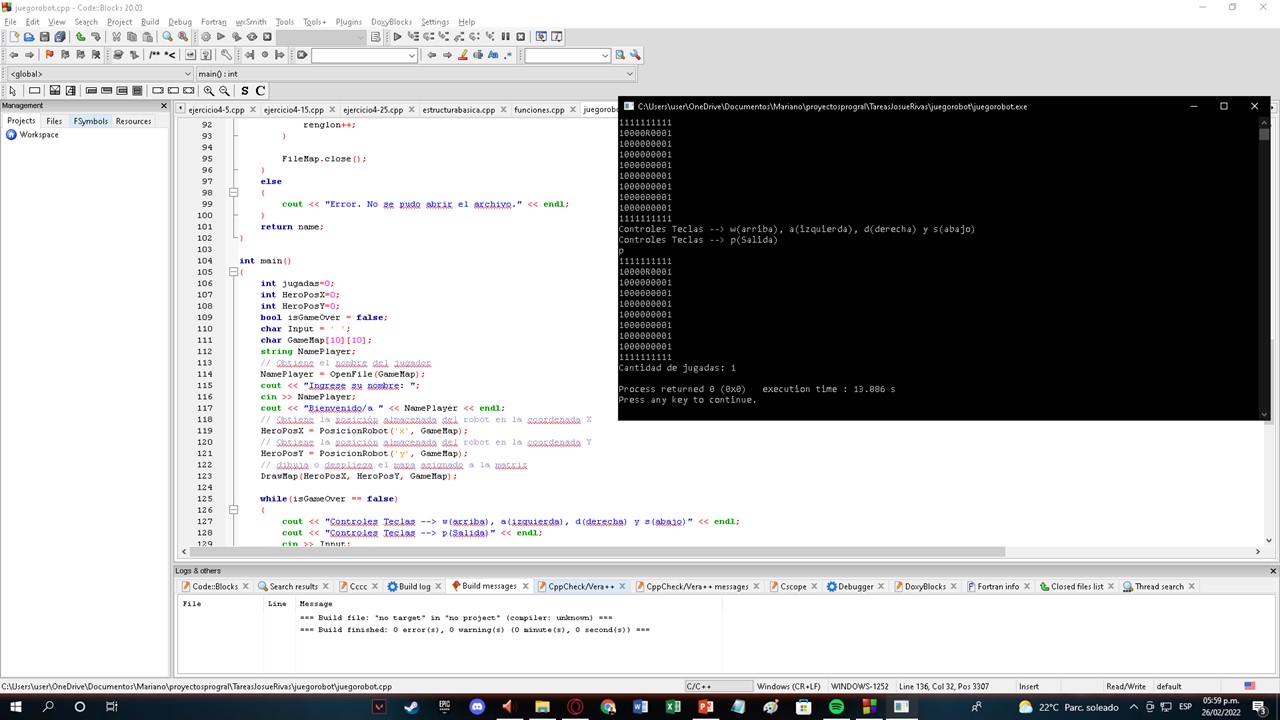 juegorobot.cpp - Code::Blocks 20.03
File Edit View Search Project Build Debug Fortran wxSmith Tools Tools+ Plugins DoxyBlocks Settings Help
/** *<
<global>
main() : int
S C
Management
Projects Files FSymbols Resources
Workspace
ejercicio4-5.cpp ejercicio4-15.cpp ejercicio4-25.cpp estructurabasica.cpp funciones.cpp juegorobot.cpp
92 renglon++;
93 }
94
95 FileMap.close();
96 }
97 else
98 {
99 cout << "Error. No se pudo abrir el archivo." << endl;
100 }
101 return name;
102 }
103
104 int main()
105 {
106 int jugadas=0;
107 int HeroPosX=0;
108 int HeroPosY=0;
109 bool isGameOver = false;
110 char Input = ' ';
111 char GameMap[10][10];
112 string NamePlayer;
113 // Obtiene el nombre del jugador
114 NamePlayer = OpenFile(GameMap);
115 cout << "Ingrese su nombre: ";
116 cin >> NamePlayer;
117 cout << "Bienvenido/a " << NamePlayer << endl;
118 // Obtiene la posición almacenada del robot en la coordenada X
119 HeroPosX = PosicionRobot('x', GameMap);
120 // Obtiene la posición almacenada del robot en la coordenada Y
121 HeroPosY = PosicionRobot('y', GameMap);
122 // dibuja o despliega el mapa asignado a la matriz
123 DrawMap(HeroPosX, HeroPosY, GameMap);
124
125 while(isGameOver == false)
126 {
127 cout << "Controles Teclas --> w(arriba), a(izquierda), d(derecha) y s(abajo)" << endl;
128 cout << "Controles Teclas --> p(Salida)" << endl;
129 cin >> Input;
C:\Users\user\OneDrive\Documentos\Mariano\proyectosprogral\TareasJosueRivas\juegorobot\juegorobot.exe
1111111111
10000R0001
1000000001
1000000001
1000000001
1000000001
1000000001
1000000001
1000000001
1111111111
Controles Teclas --> w(arriba), a(izquierda), d(derecha) y s(abajo)
Controles Teclas --> p(Salida)
p
1111111111
10000R0001
1000000001
1000000001
1000000001
1000000001
1000000001
1000000001
1000000001
1111111111
Cantidad de jugadas: 1
Process returned 0 (0x0) execution time : 13.886 s
Press any key to continue.
Logs & others
Code::Blocks Search results Cccc Build log Build messages CppCheck/Vera++ CppCheck/Vera++ messages Cscope Debugger DoxyBlocks Fortran info Closed files list Thread search
File Line Message
=== Build file: "no target" in "no project" (compiler: unknown) ===
=== Build finished: 0 error(s), 0 warning(s) (0 minute(s), 0 second(s)) ===
C:\Users\user\OneDrive\Documentos\Mariano\proyectosprogral\TareasJosueRivas\juegorobot\juegorobot.cpp C/C++ Windows (CR+LF) WINDOWS-1252 Line 136, Col 32, Pos 3307 Insert Read/Write default
22°C Parc. soleado ESP 05:59 p.m.
26/02/2022